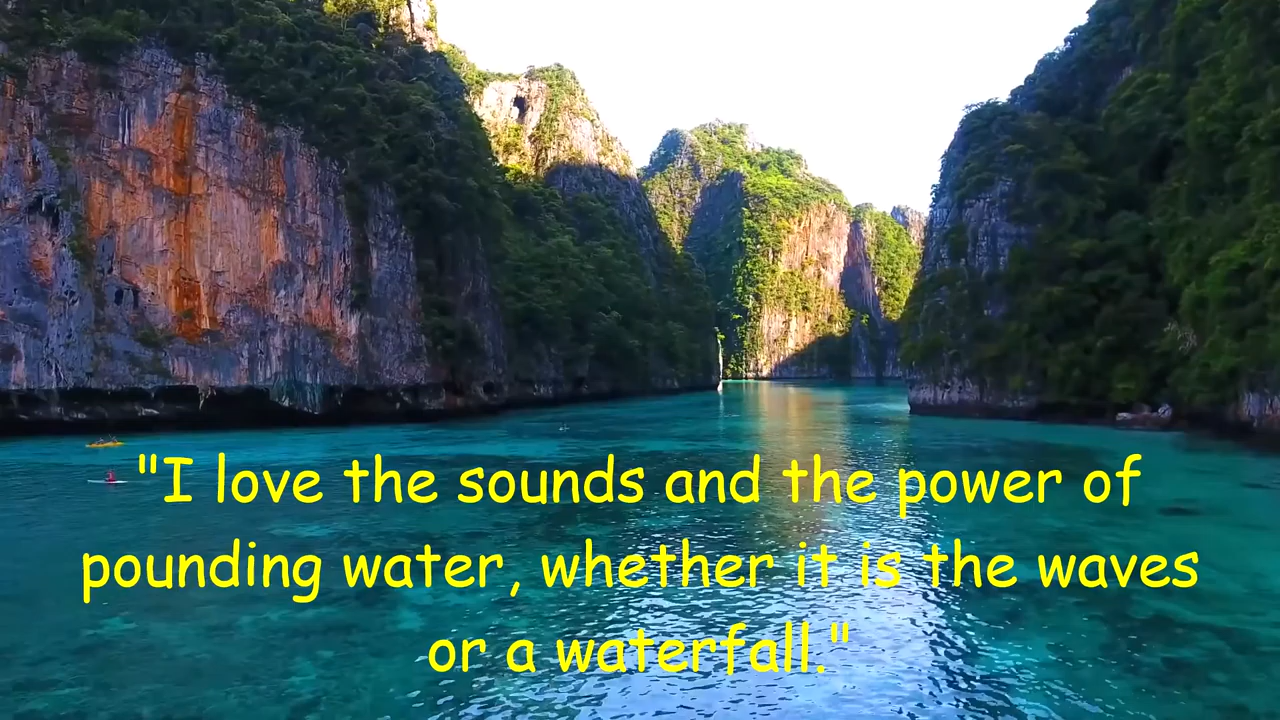 "I love the sounds and the power of
pounding water, whether it is the waves
or a waterfall."